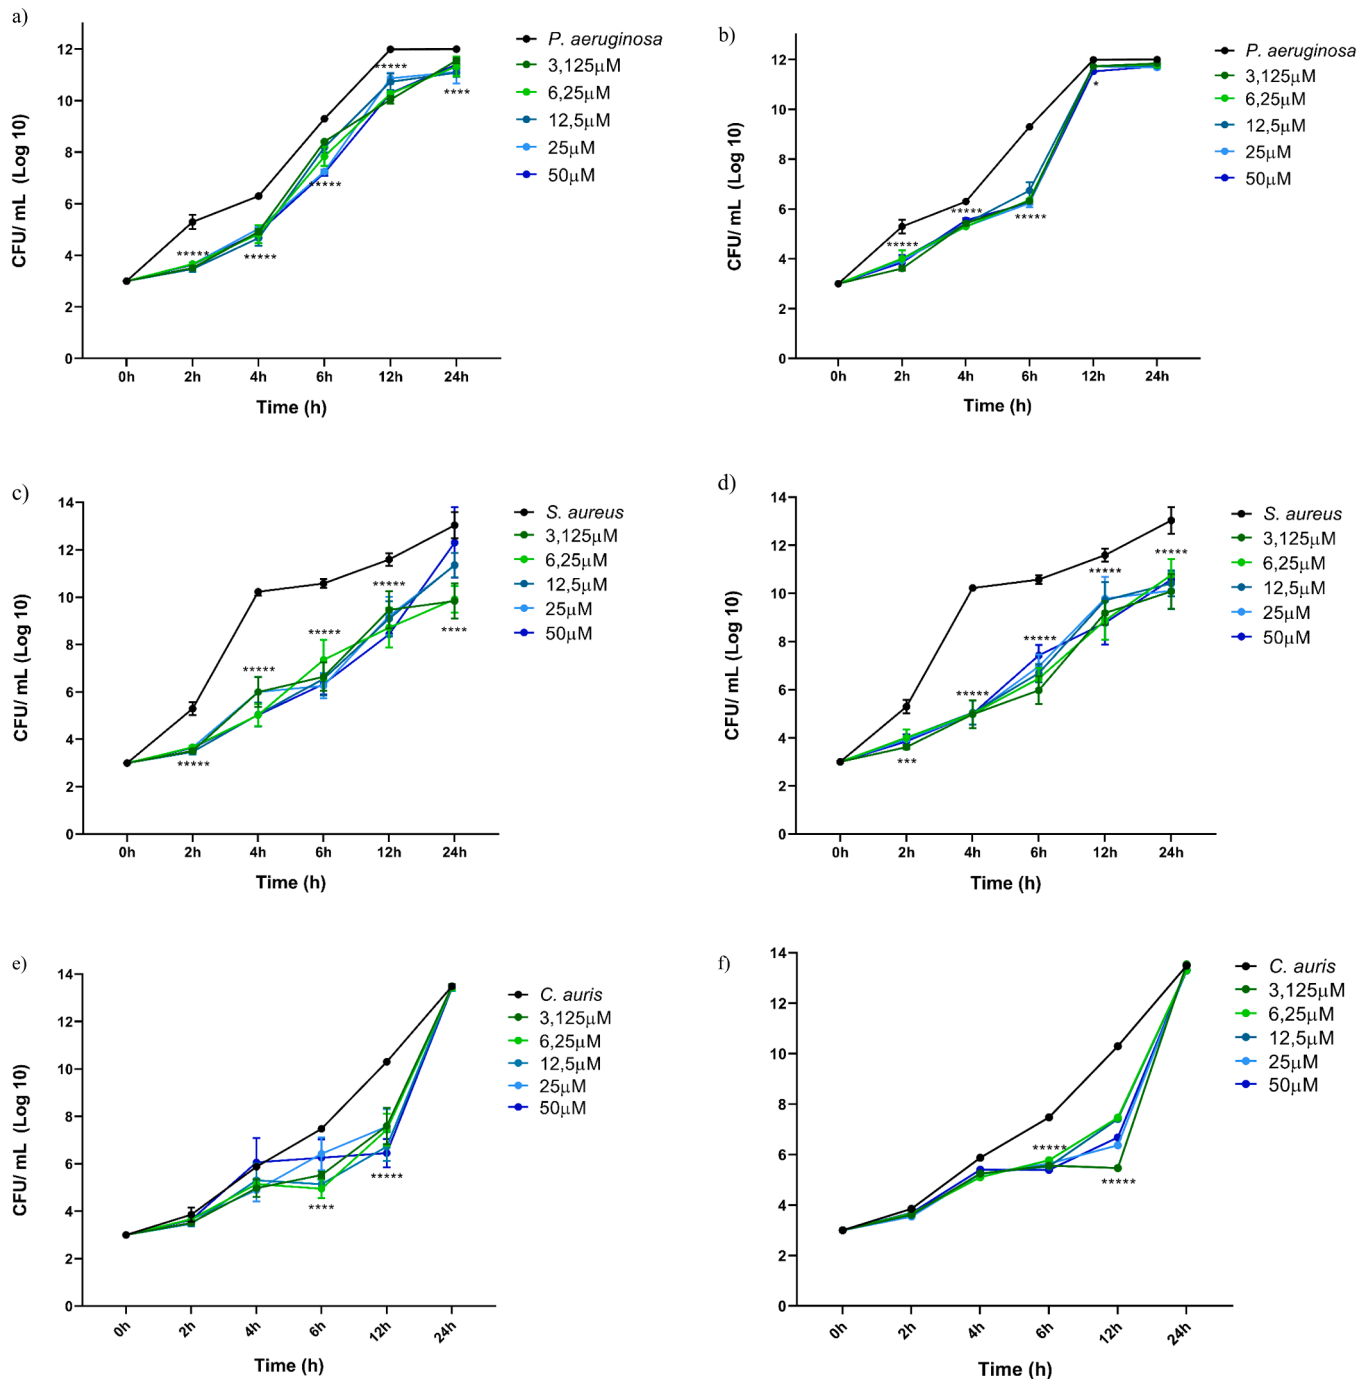 a)
CFU/ mL (Log 10)
12
10
8
6
4
2
0
0h 2h 4h 6h 12h 24h
Time (h)
*****
*****
*****
*****
****
P. aeruginosa
3,125μM
6,25μM
12,5μM
25μM
50μM
b)
CFU/ mL (Log 10)
12
10
8
6
4
2
0
0h 2h 4h 6h 12h 24h
Time (h)
*****
*****
*****
*
P. aeruginosa
3,125μM
6,25μM
12,5μM
25μM
50μM
c)
CFU/ mL (Log 10)
14
12
10
8
6
4
2
0
0h 2h 4h 6h 12h 24h
Time (h)
*****
*****
*****
*****
****
S. aureus
3,125μM
6,25μM
12,5μM
25μM
50μM
d)
CFU/ mL (Log 10)
14
12
10
8
6
4
2
0
0h 2h 4h 6h 12h 24h
Time (h)
***
*****
*****
*****
*****
S. aureus
3,125μM
6,25μM
12,5μM
25μM
50μM
e)
CFU/ mL (Log 10)
14
12
10
8
6
4
2
0
0h 2h 4h 6h 12h 24h
Time (h)
****
*****
C. auris
3,125μM
6,25μM
12,5μM
25μM
50μM
f)
CFU/ mL (Log 10)
14
12
10
8
6
4
2
0
0h 2h 4h 6h 12h 24h
Time (h)
*****
*****
C. auris
3,125μM
6,25μM
12,5μM
25μM
50μM